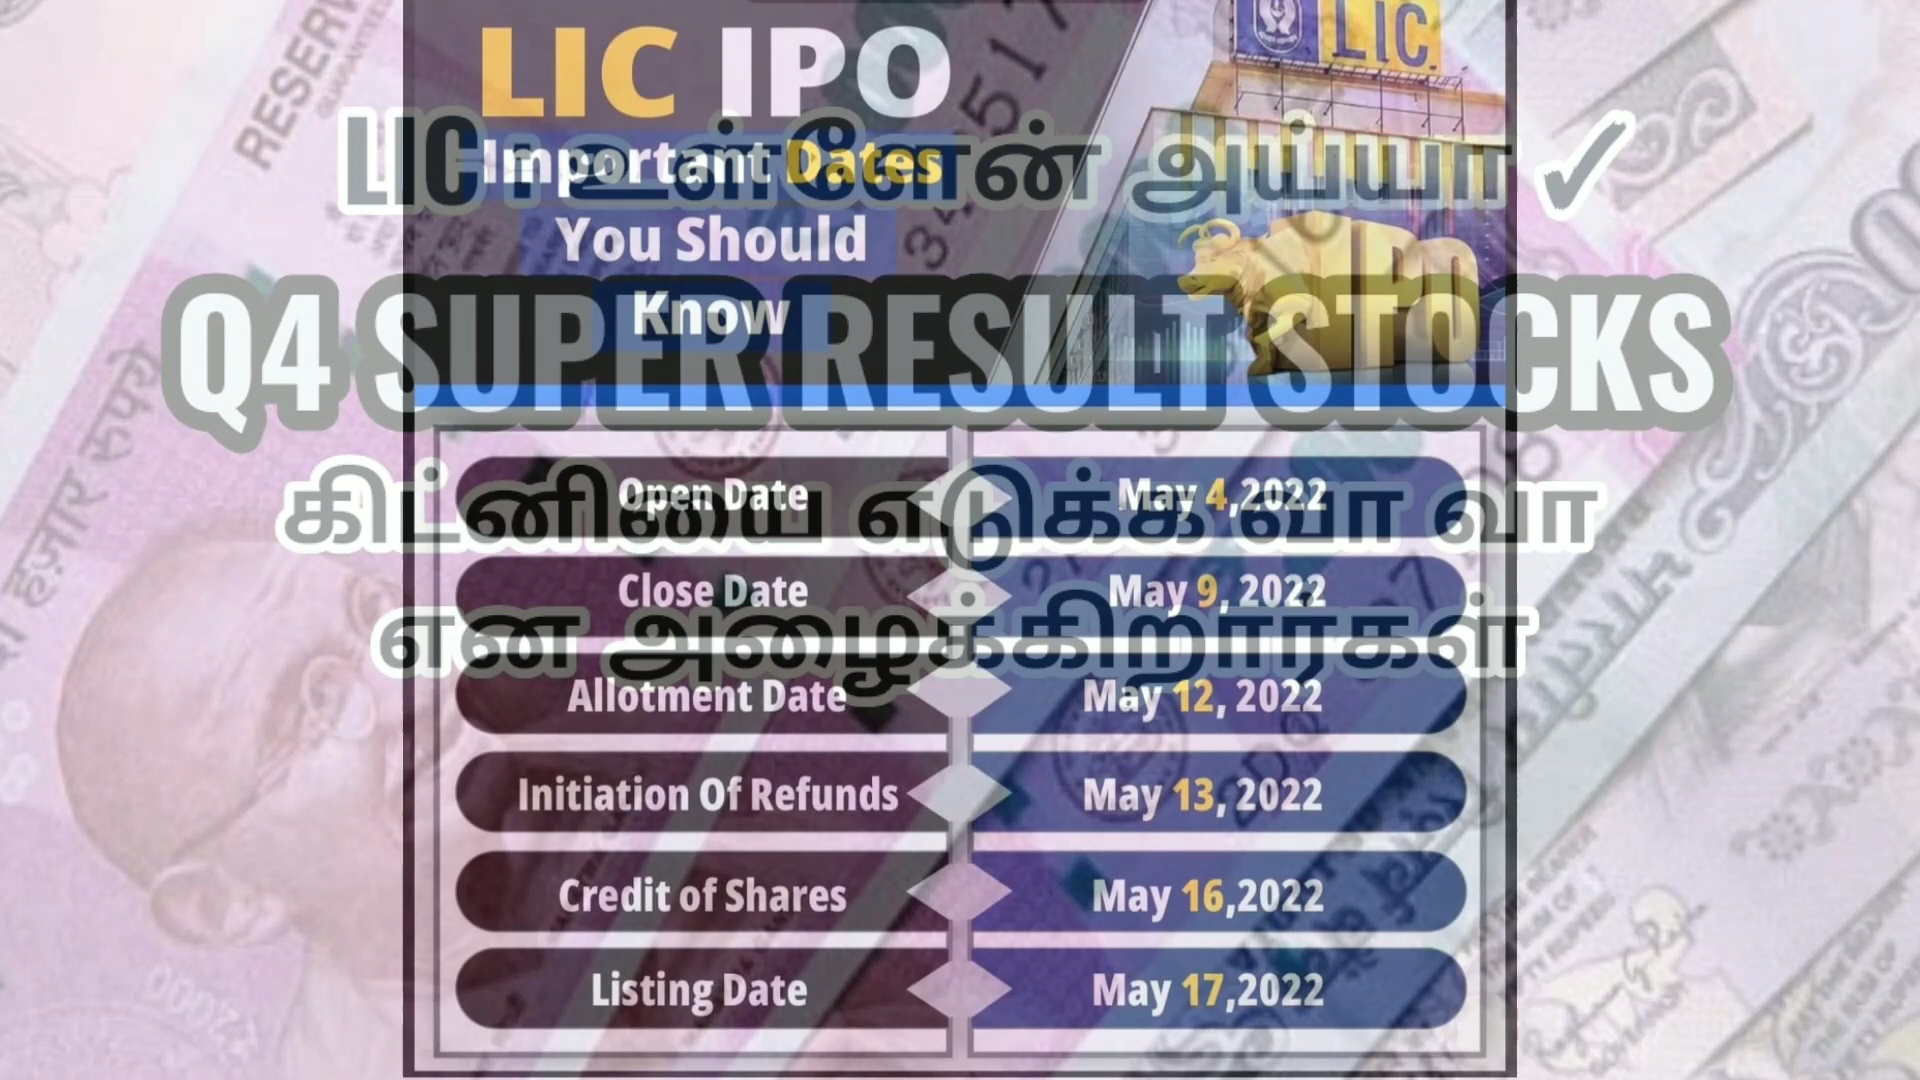 LIC IPO
LIC
Important Dates
You Should
Know
IPO
LIC : உள்ளேன் அய்யா ✓
Q4 SUPER RESULT STOCKS
கிட்னியை எடுக்க வா வா
என அழைக்கிறார்கள்
Open Date May 4,2022
Close Date May 9, 2022
Allotment Date May 12, 2022
Initiation Of Refunds May 13, 2022
Credit of Shares May 16,2022
Listing Date May 17,2022